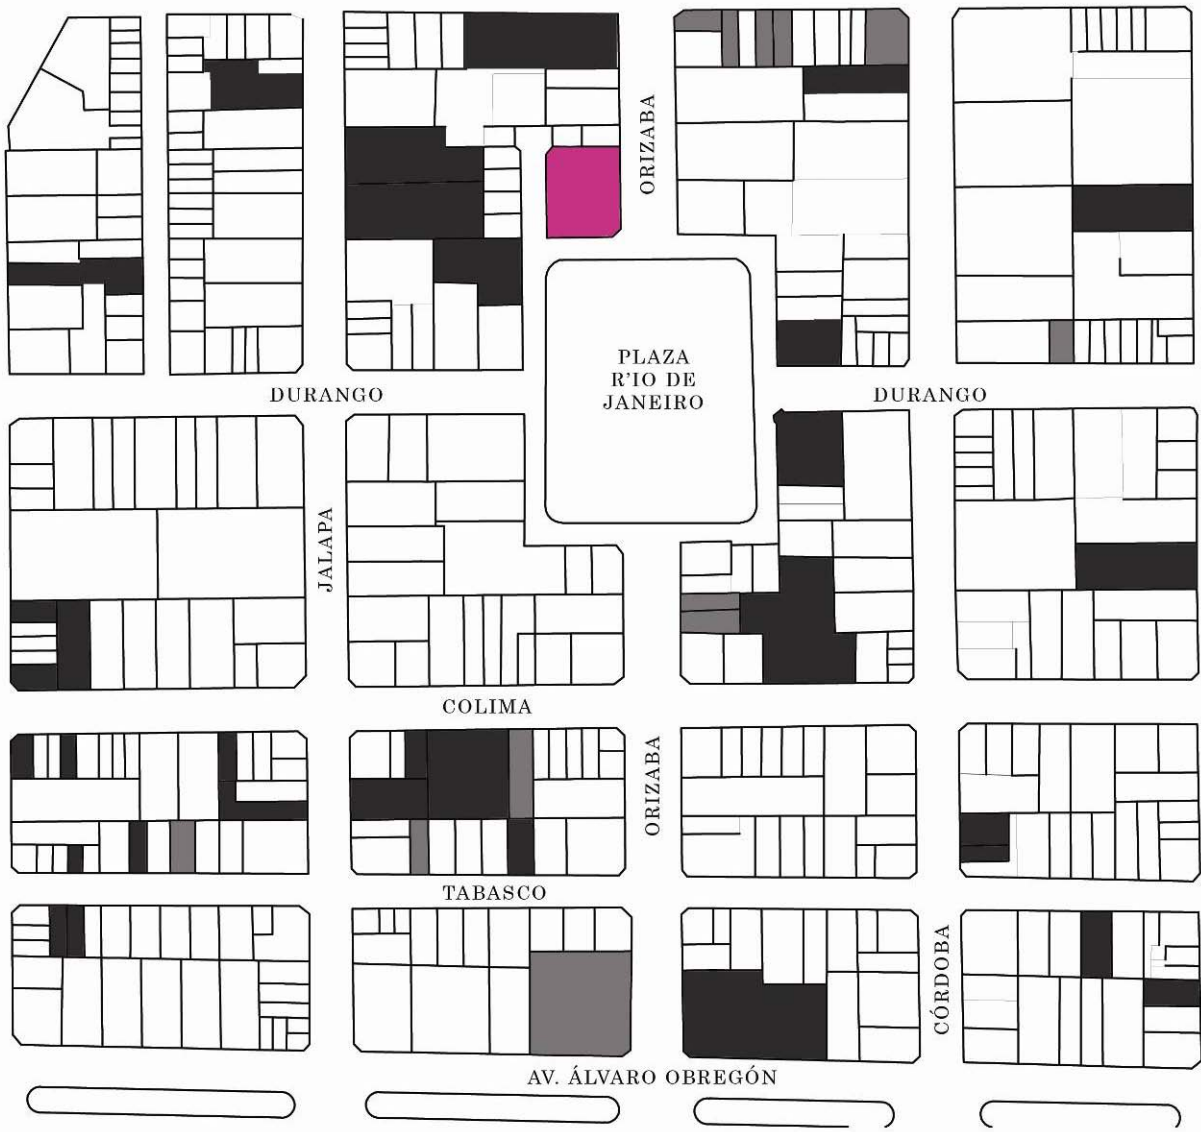 ORIZABA
PLAZA
R'IO DE
JANEIRO
DURANGO
DURANGO
JALAPA
COLIMA
ORIZABA
TABASCO
CÓRDOBA
AV. ÁLVARO OBREGÓN